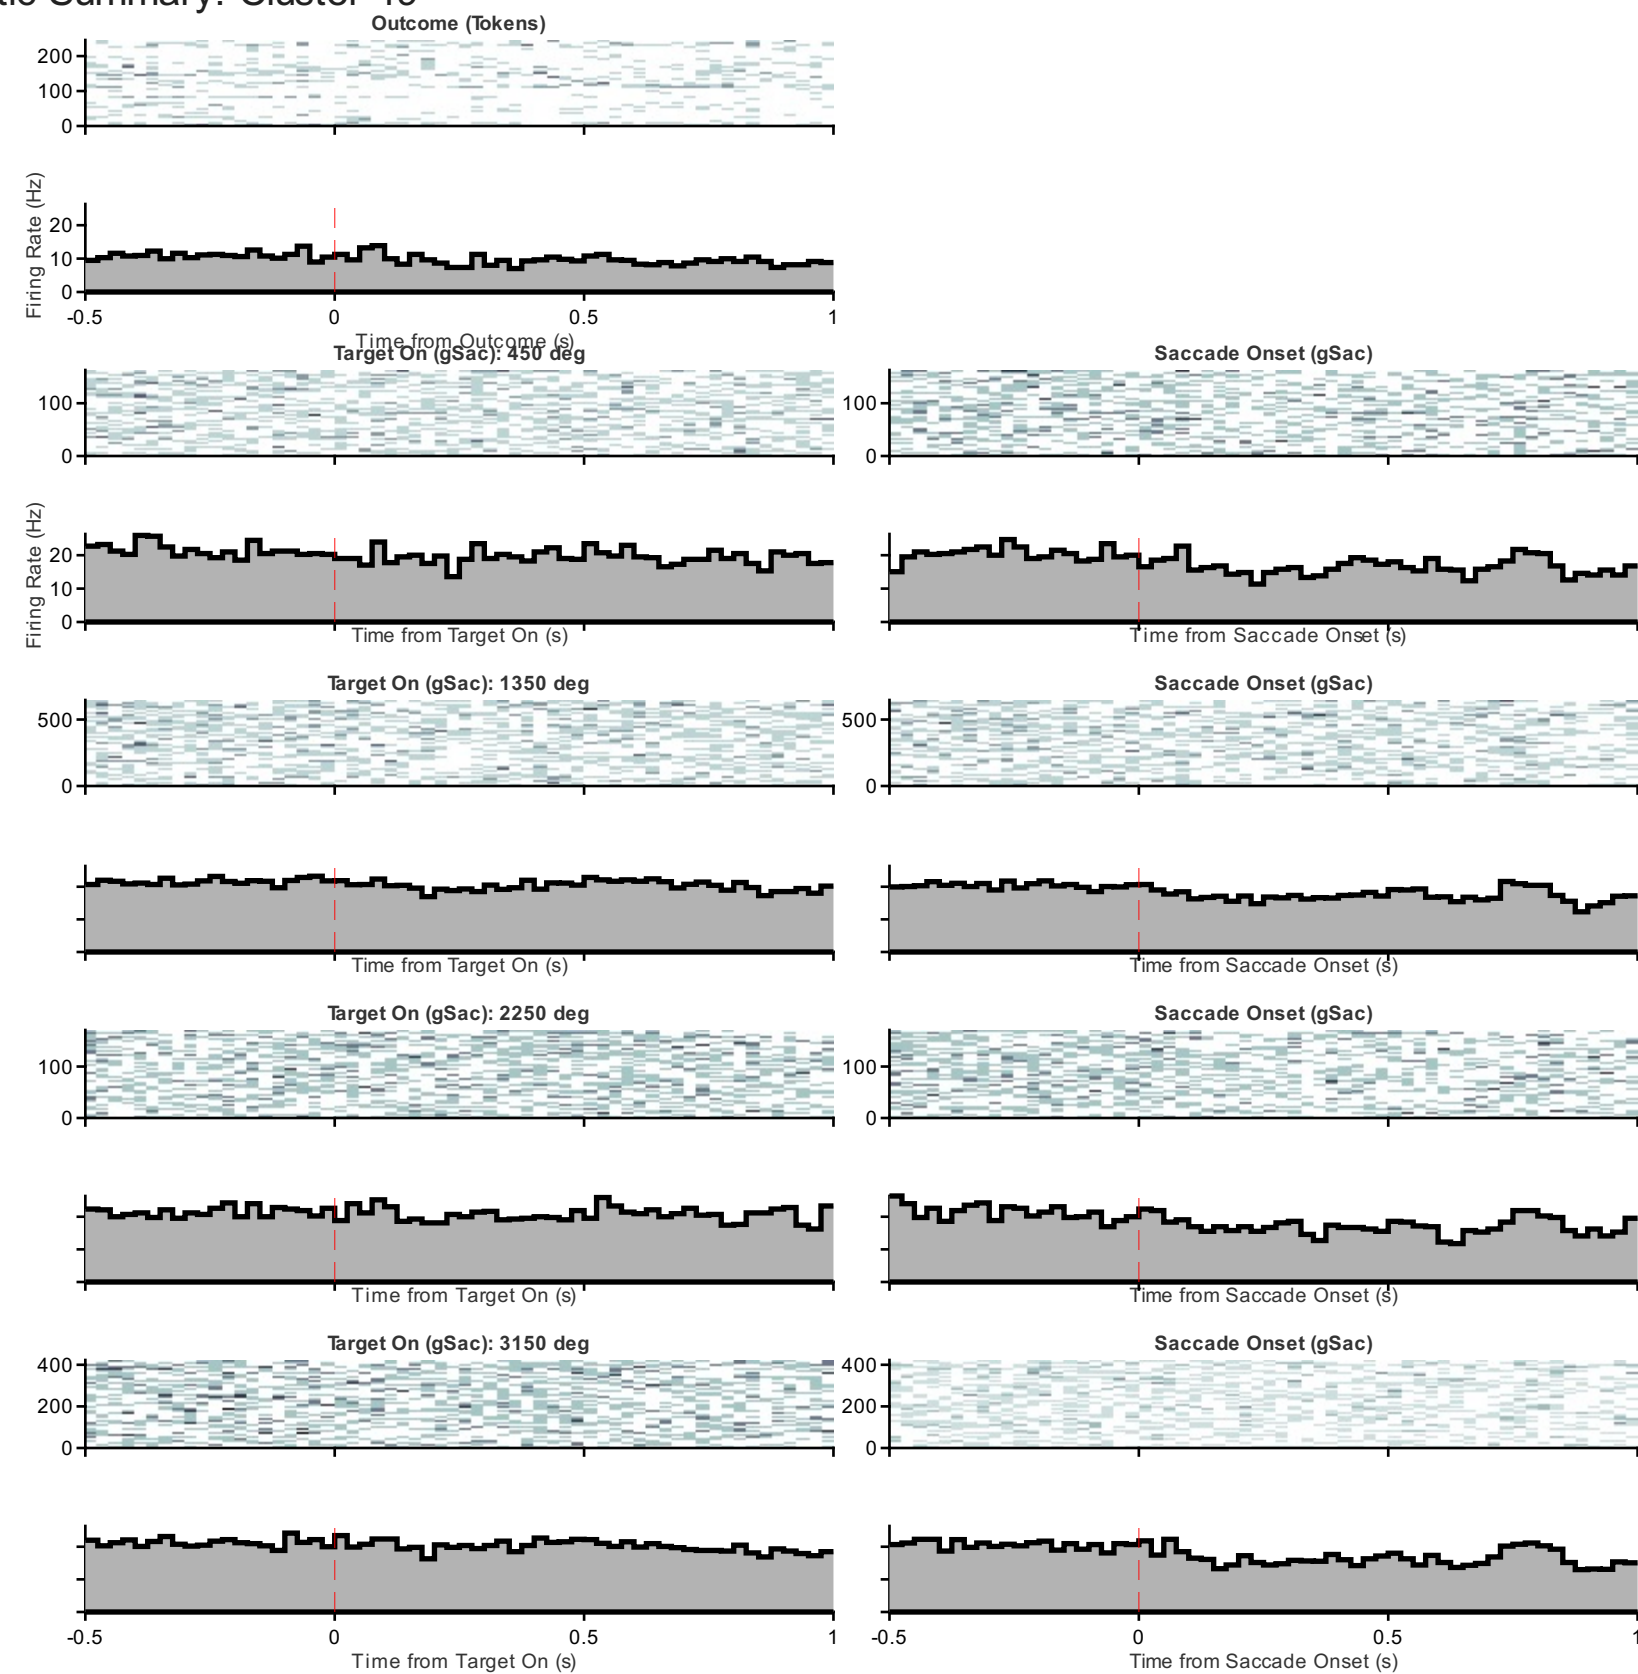 Summary: Cluster
Outcome (Tokens)
200
100
0
Firing Rate (Hz)
20
10
0
-0.5 0 0.5 1
Time from Outcome (s)
Target On (gSac): 450 deg Saccade Onset (gSac)
100 100
0 0
Firing Rate (Hz)
20
10
0
Time from Target On (s) Time from Saccade Onset (s)
Target On (gSac): 1350 deg Saccade Onset (gSac)
500 500
0 0
Time from Target On (s) Time from Saccade Onset (s)
Target On (gSac): 2250 deg Saccade Onset (gSac)
100 100
0 0
Time from Target On (s) Time from Saccade Onset (s)
Target On (gSac): 3150 deg Saccade Onset (gSac)
400 400
200 200
0 0
-0.5 0 0.5 1 -0.5 0 0.5 1
Time from Target On (s) Time from Saccade Onset (s)